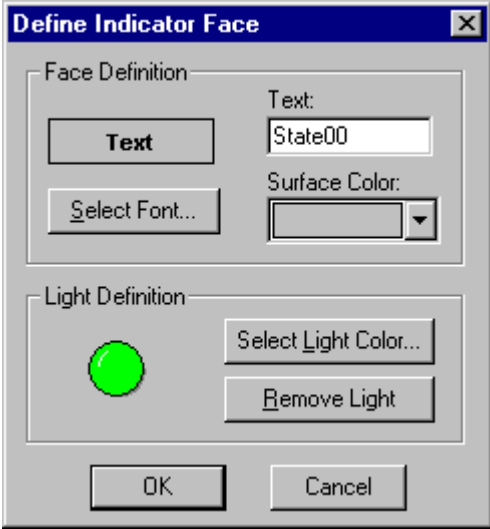 Define Indicator Face
Face Definition
Text
Text:
State00
Select Font...
Surface Color:
Light Definition
Select Light Color...
Remove Light
OK
Cancel